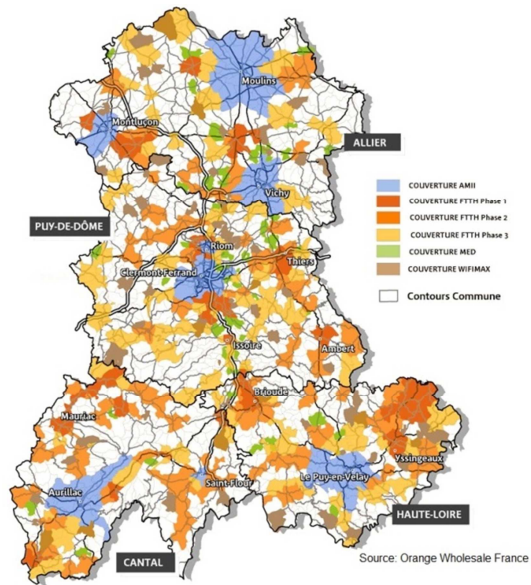 Moulins
Montluçon
ALLIER
Vichy
COUVERTURE AMII
COUVERTURE FTTH Phase 1
COUVERTURE FTTH Phase 2
COUVERTURE FTTH Phase 3
COUVERTURE MED
COUVERTURE WIFIMAX
Contours Commune
PUY-DE-DÔME
Riom
Thiers
Clermont-Ferrand
Issoire
Ambert
Brioude
Mauriac
Yssingeaux
Saint-Flour
Le Puy-en-Velay
Aurillac
HAUTE-LOIRE
CANTAL
Source: Orange Wholesale France